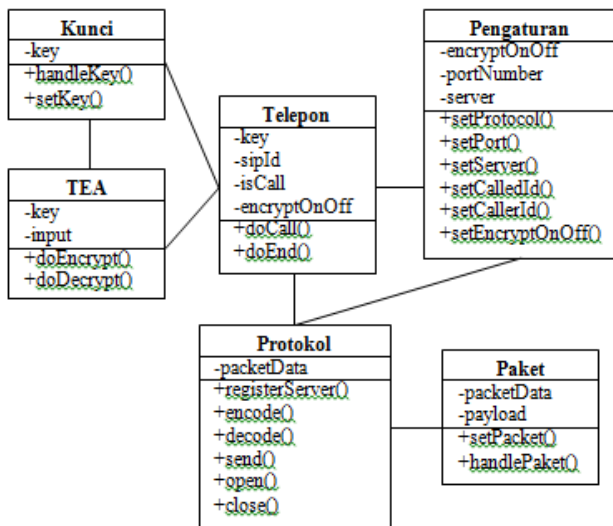 Kunci
-key
+handleKey()
+setKey()
TEA
-key
-input
+doEncrypt()
+doDecrypt()
Telepon
-key
-sipId
-isCall
-encryptOnOff
+doCall()
+doEnd()
Pengaturan
-encryptOnOff
-portNumber
-server
+setProtocol()
+setPort()
+setServer()
+setCalledId()
+setCallerId()
+setEncryptOnOff()
Protokol
-packetData
+registerServer()
+encode()
+decode()
+send()
+open()
+close()
Paket
-packetData
-payload
+setPacket()
+handlePaket()